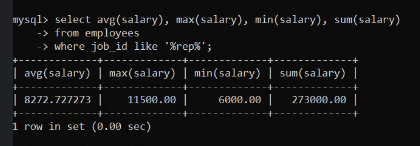 mysql> select avg(salary), max(salary), min(salary), sum(salary)
-> from employees
-> where job_id like '%rep%';
+-------------+-------------+-------------+-------------+
| avg(salary) | max(salary) | min(salary) | sum(salary) |
+-------------+-------------+-------------+-------------+
| 8272.727273 | 11500.00 | 6000.00 | 273000.00 |
+-------------+-------------+-------------+-------------+
1 row in set (0.00 sec)